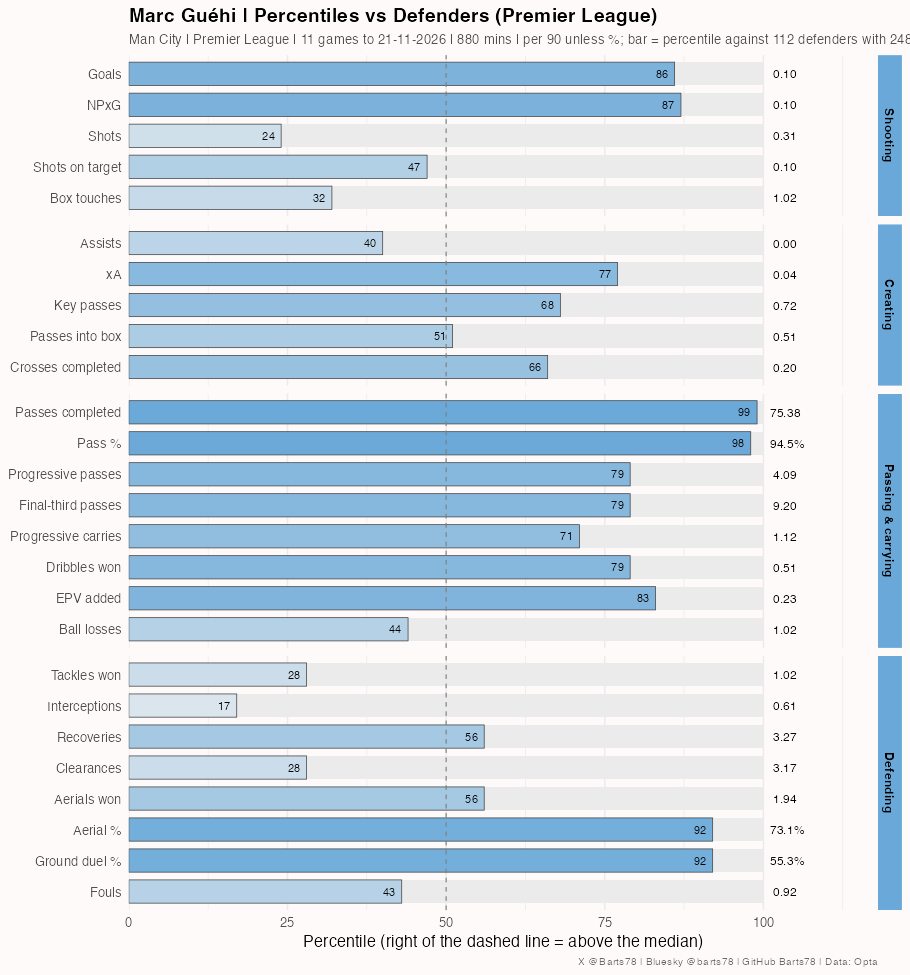 Marc Guéhi | Percentiles vs Defenders (Premier League)
Man City | Premier League | 11 games to 21-11-2026 | 880 mins | per 90 unless %; bar = percentile against 112 defenders with 248
Goals 86 0.10
NPxG 87 0.10
Shots 24 0.31
Shots on target 47 0.10
Box touches 32 1.02
Shooting
Assists 40 0.00
xA 77 0.04
Key passes 68 0.72
Passes into box 51 0.51
Crosses completed 66 0.20
Creating
Passes completed 99 75.38
Pass % 98 94.5%
Progressive passes 79 4.09
Final-third passes 79 9.20
Progressive carries 71 1.12
Dribbles won 79 0.51
EPV added 83 0.23
Ball losses 44 1.02
Passing & carrying
Tackles won 28 1.02
Interceptions 17 0.61
Recoveries 56 3.27
Clearances 28 3.17
Aerials won 56 1.94
Aerial % 92 73.1%
Ground duel % 92 55.3%
Fouls 43 0.92
Defending
0 25 50 75 100
Percentile (right of the dashed line = above the median)
X @Barts78 | Bluesky @barts78 | GitHub Barts78 | Data: Opta